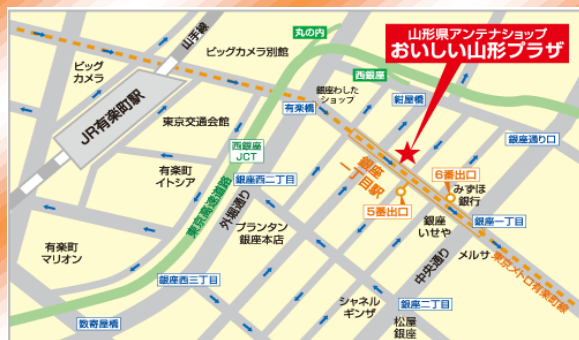 山形県アンテナショップ
おいしい山形プラザ
丸の内
山手線
ビックカメラ別館
ビッグ
カメラ
銀座わした
ショップ
西銀座
紺屋橋
JR有楽町駅
有楽橋
銀座通り口
東京交通会館
西銀座
JCT
銀座
一丁目駅
6番出口
みずほ
銀行
有楽町
イトシア
銀座西二丁目
5番出口
東京高速道路
外堀通り
プランタン
銀座本店
銀座
いせや
銀座一丁目
有楽町
マリオン
中央通り
メルサ
東京メトロ有楽町線
銀座西三丁目
シャネル
ギンザ
銀座二丁目
数寄屋橋
松屋
銀座